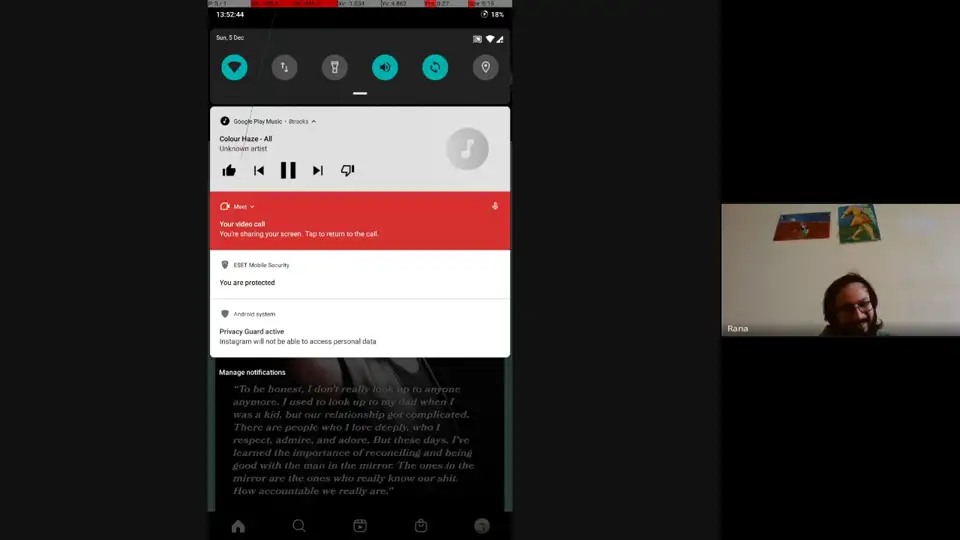 13:52:44
18%
Sun, 5 Dec
Google Play Music • 8tracks
Colour Haze - All
Unknown artist
Meet
Your video call
You're sharing your screen. Tap to return to the call.
ESET Mobile Security
You are protected
Android system
Privacy Guard active
Instagram will not be able to access personal data
Manage notifications
“To be honest, I don't really look up to anyone
anymore. I used to look up to my dad when I
was a kid, but our relationship got complicated.
There are people who I love deeply, who I
respect, admire, and adore. But these days, I've
learned the importance of reconciling and being
good with the man in the mirror. The ones in the
mirror are the ones who really know our shit.
How accountable we really are.”
Rana